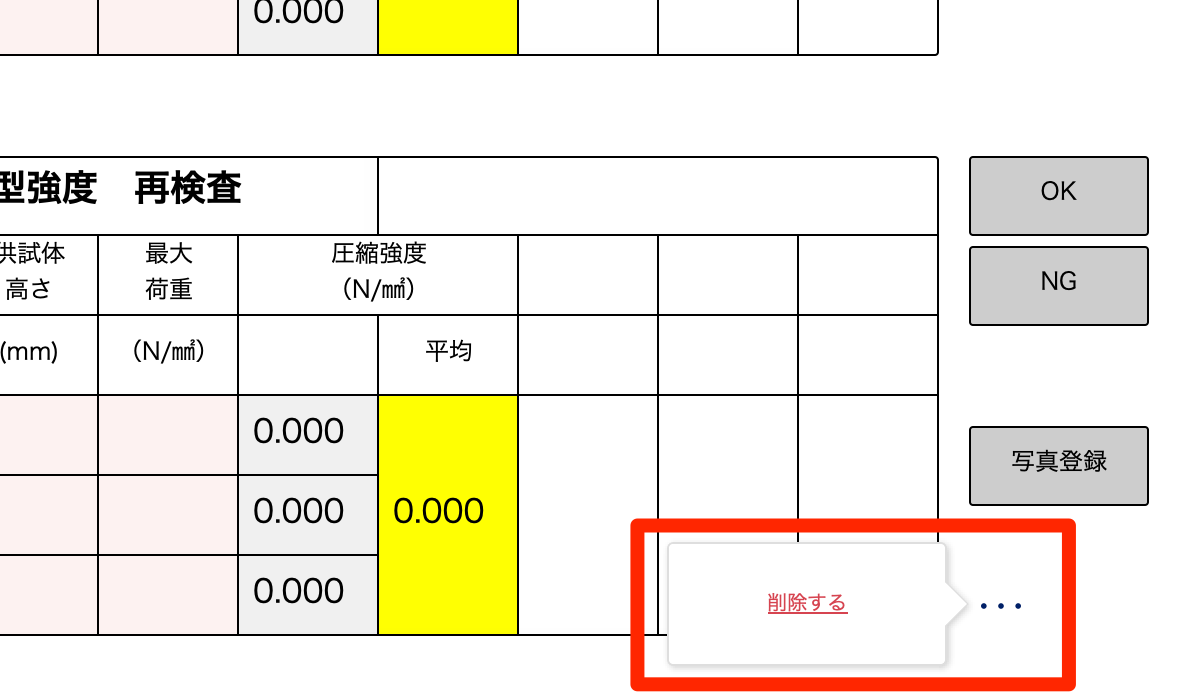 0.000
型強度　再検査
OK
供試体
高さ
最大
荷重
圧縮強度
（N/㎟）
NG
(mm)
（N/㎟）
平均
0.000
写真登録
0.000
0.000
0.000
削除する
...